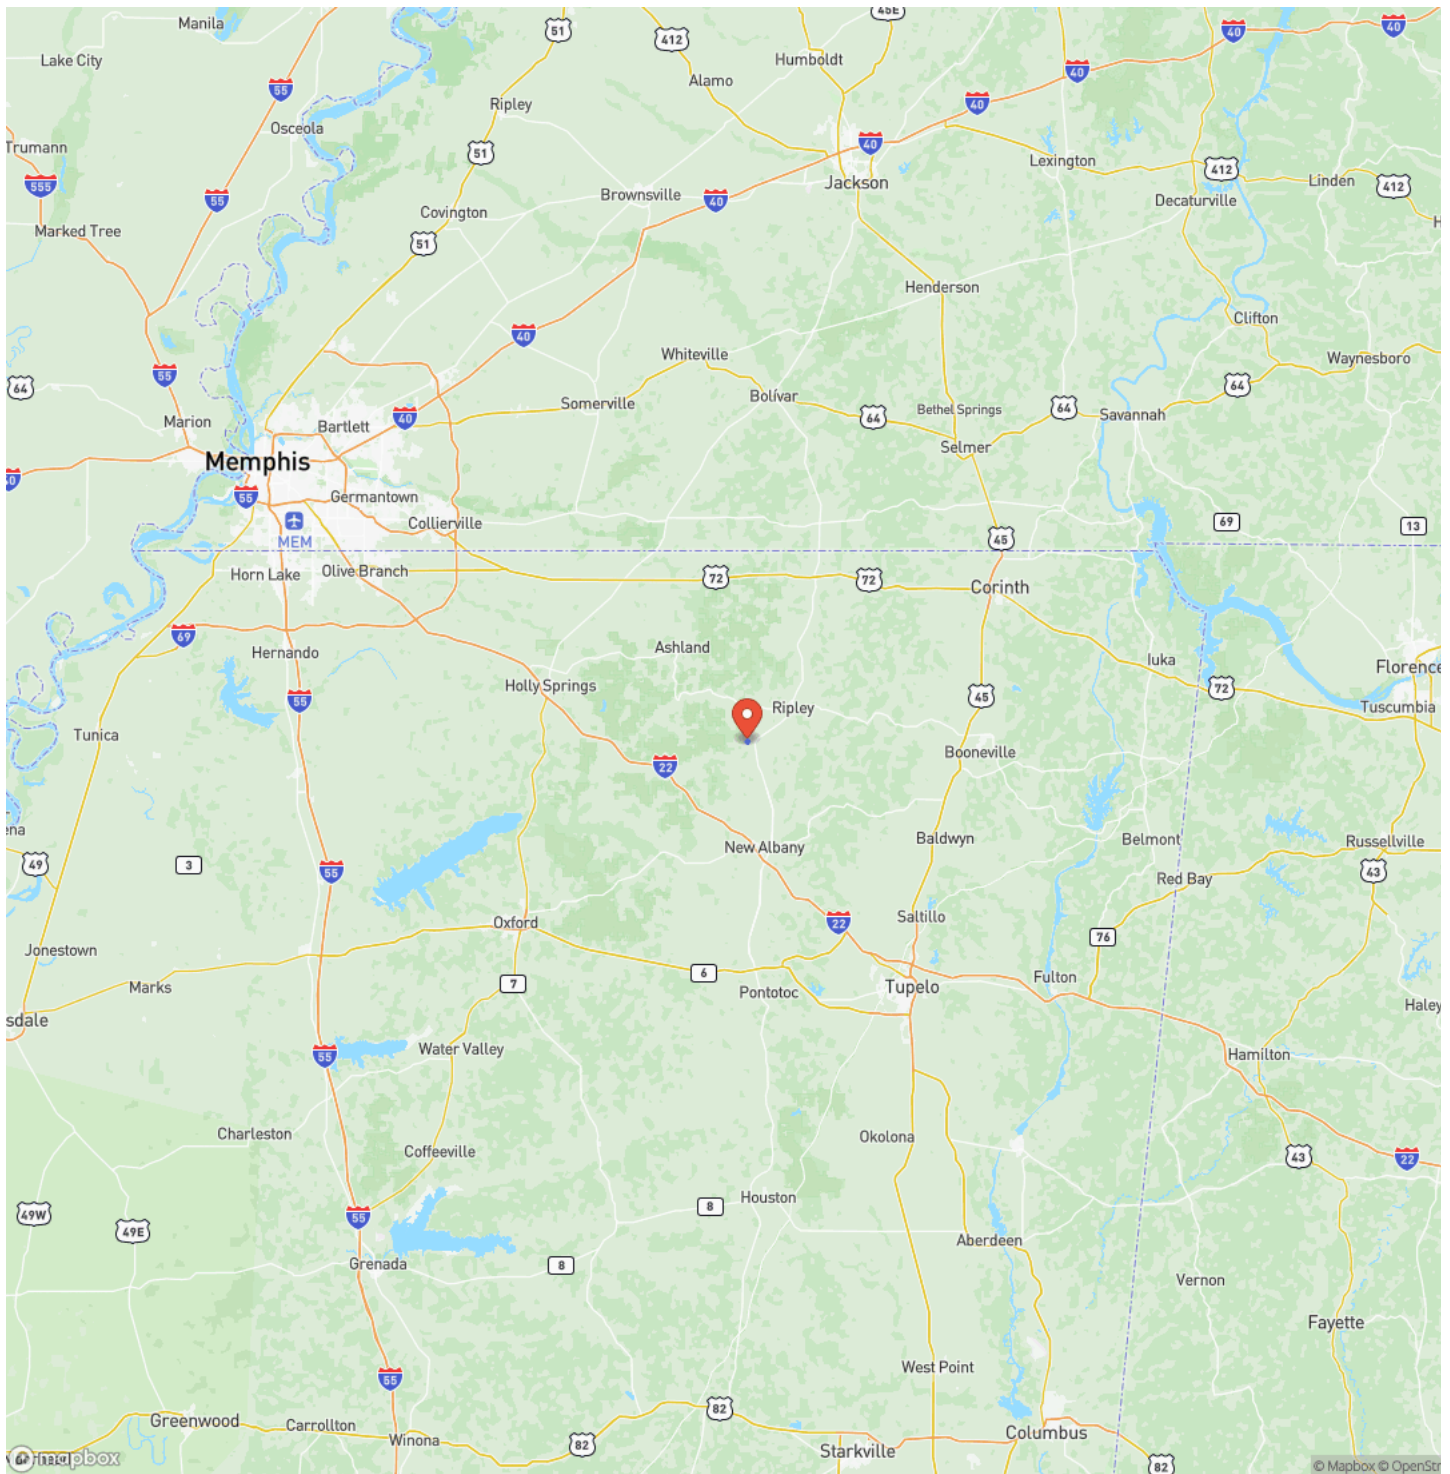 Manila
51
412
45E
40
40
Lake City
Humboldt
40
Alamo
55
40
Ripley
Osceola
Trumann
51
40
Lexington
412
555
Jackson
Linden
412
55
Brownsville
40
Decaturville
Covington
Marked Tree
51
Henderson
Clifton
40
Whiteville
Waynesboro
55
64
64
Bolívar
Somerville
Bethel Springs
64
Savannah
64
40
Marion
Bartlett
Selmer
Memphis
55
Germantown
Collierville
69
13
MEM
45
Horn Lake
Olive Branch
72
72
Corinth
69
Hernando
Ashland
Iuka
Florence
Holly Springs
45
72
55
Ripley
Tuscumbia
Tunica
Booneville
22
ena
49
3
55
New Albany
Baldwyn
Belmont
Russellville
43
Red Bay
Oxford
22
Saltillo
76
Jonestown
6
Fulton
Marks
7
Pontotoc
Tupelo
Haley
sdale
55
Water Valley
Hamilton
Charleston
Okolona
Coffeeville
43
22
Houston
49W
55
8
49E
Aberdeen
Grenada
8
Vernon
Fayette
55
West Point
82
Greenwood
Carrollton
Winona
82
Starkville
Columbus
82
mapbox
© Mapbox © OpenStr